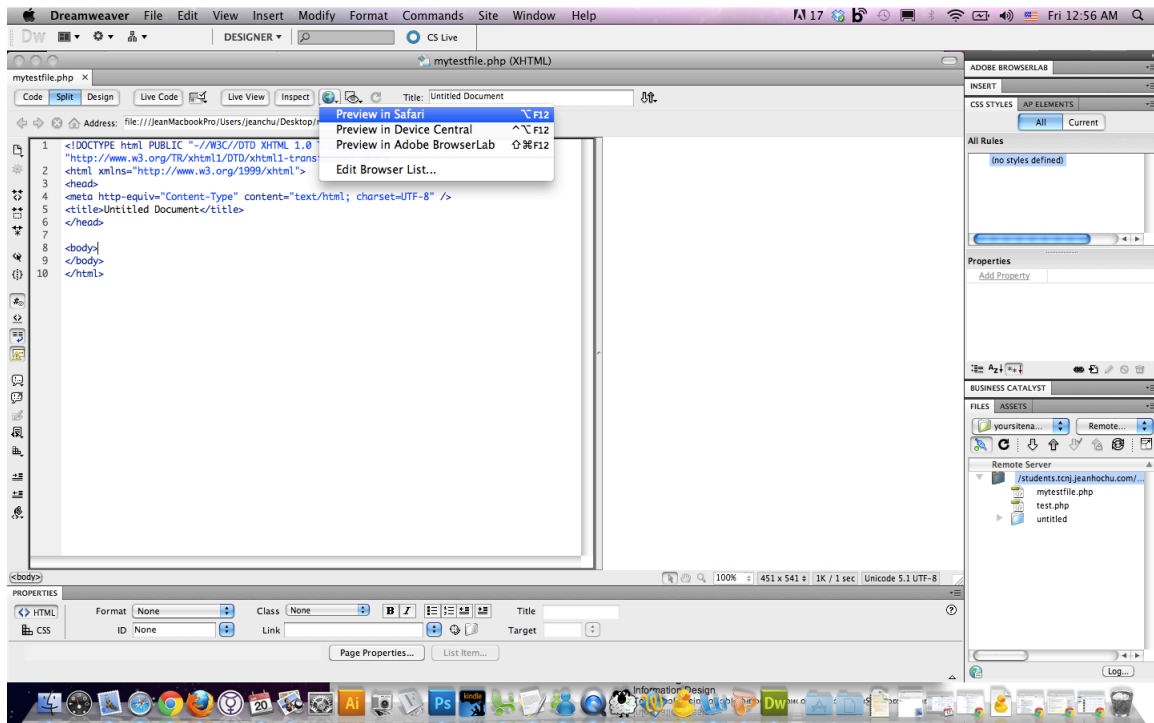 Dreamweaver File Edit View Insert Modify Format Commands Site Window Help
17 Fri 12:56 AM
DW DESIGNER CS Live
mytestfile.php (XHTML)
mytestfile.php ×
Code Split Design Live Code Live View Inspect Title: Untitled Document
Address: file:///JeanMacbookPro/Users/jeanchu/Desktop/
Preview in Safari ⌥F12
Preview in Device Central ^⌥F12
Preview in Adobe BrowserLab ⇧⌘F12
Edit Browser List...
1 <!DOCTYPE html PUBLIC "-//W3C//DTD XHTML 1.0
"http://www.w3.org/TR/xhtml1/DTD/xhtml1-trans
2 <html xmlns="http://www.w3.org/1999/xhtml">
3 <head>
4 <meta http-equiv="Content-Type" content="text/html; charset=UTF-8" />
5 <title>Untitled Document</title>
6 </head>
7
8 <body>
9 </body>
10 </html>
<body>
100% 451 x 541 1K / 1 sec Unicode 5.1 UTF-8
PROPERTIES
<> HTML Format None Class None B I Title
CSS ID None Link Target
Page Properties... List Item...
ADOBE BROWSERLAB
INSERT
CSS STYLES AP ELEMENTS
All Current
All Rules
(no styles defined)
Properties
Add Property
BUSINESS CATALYST
FILES ASSETS
yoursitena... Remote...
Remote Server
/students.tcnj.jeanhochu.com/...
mytestfile.php
test.php
untitled
Log...
Information Design
20 Ai Ps kindle Dw